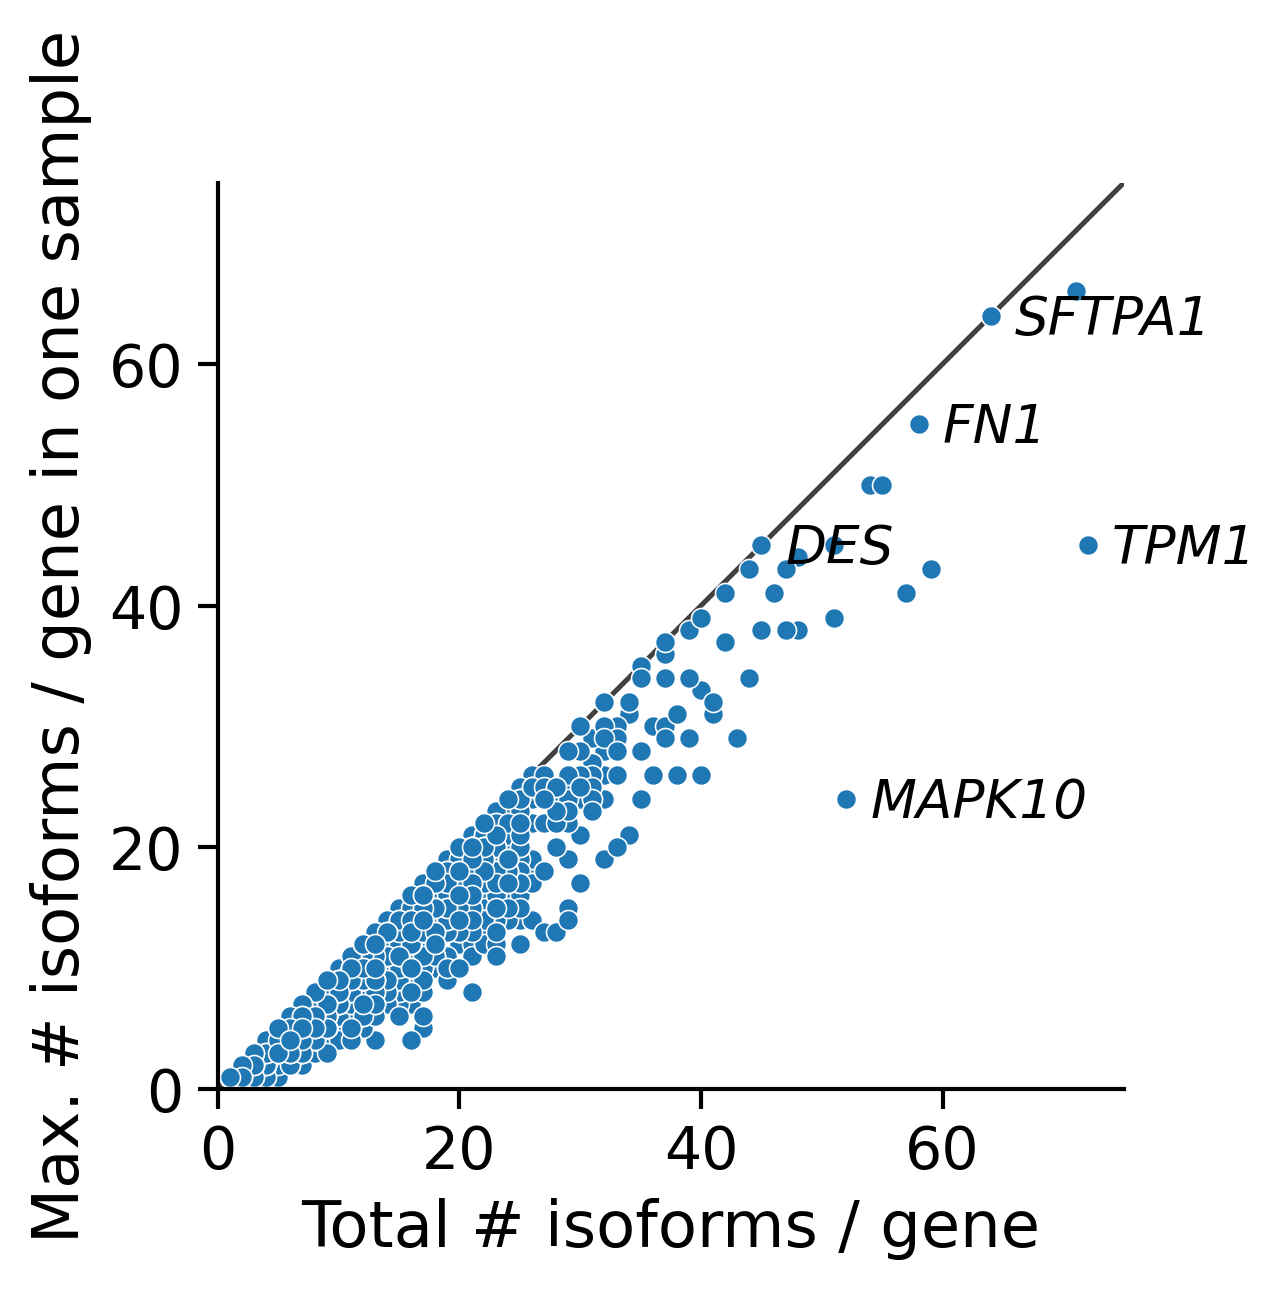 Max. # isoforms / gene in one sample
60
40
20
0
SFTPA1
FN1
DES
TPM1
MAPK10
0 20 40 60
Total # isoforms / gene